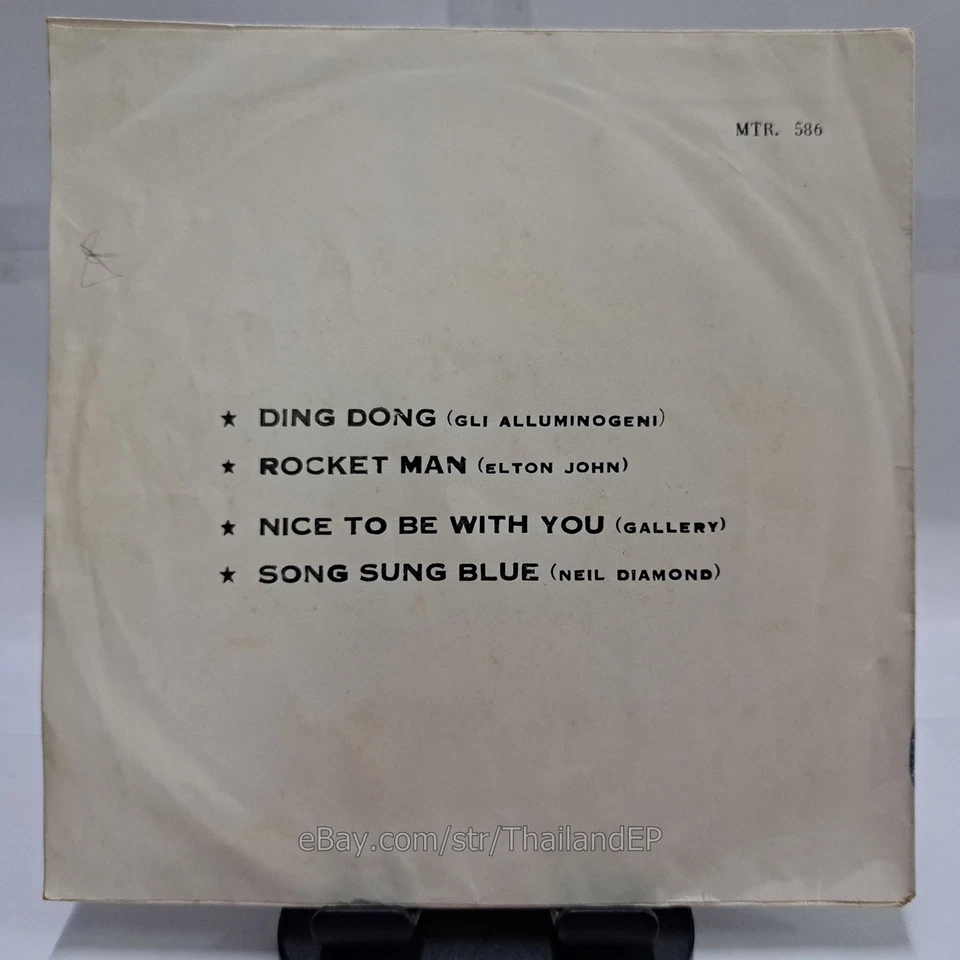 MTR. 586
★ DING DONG (GLI ALLUMINOGENI)
★ ROCKET MAN (ELTON JOHN)
★ NICE TO BE WITH YOU (GALLERY)
★ SONG SUNG BLUE (NEIL DIAMOND)
eBay.com/str/ThailandEP